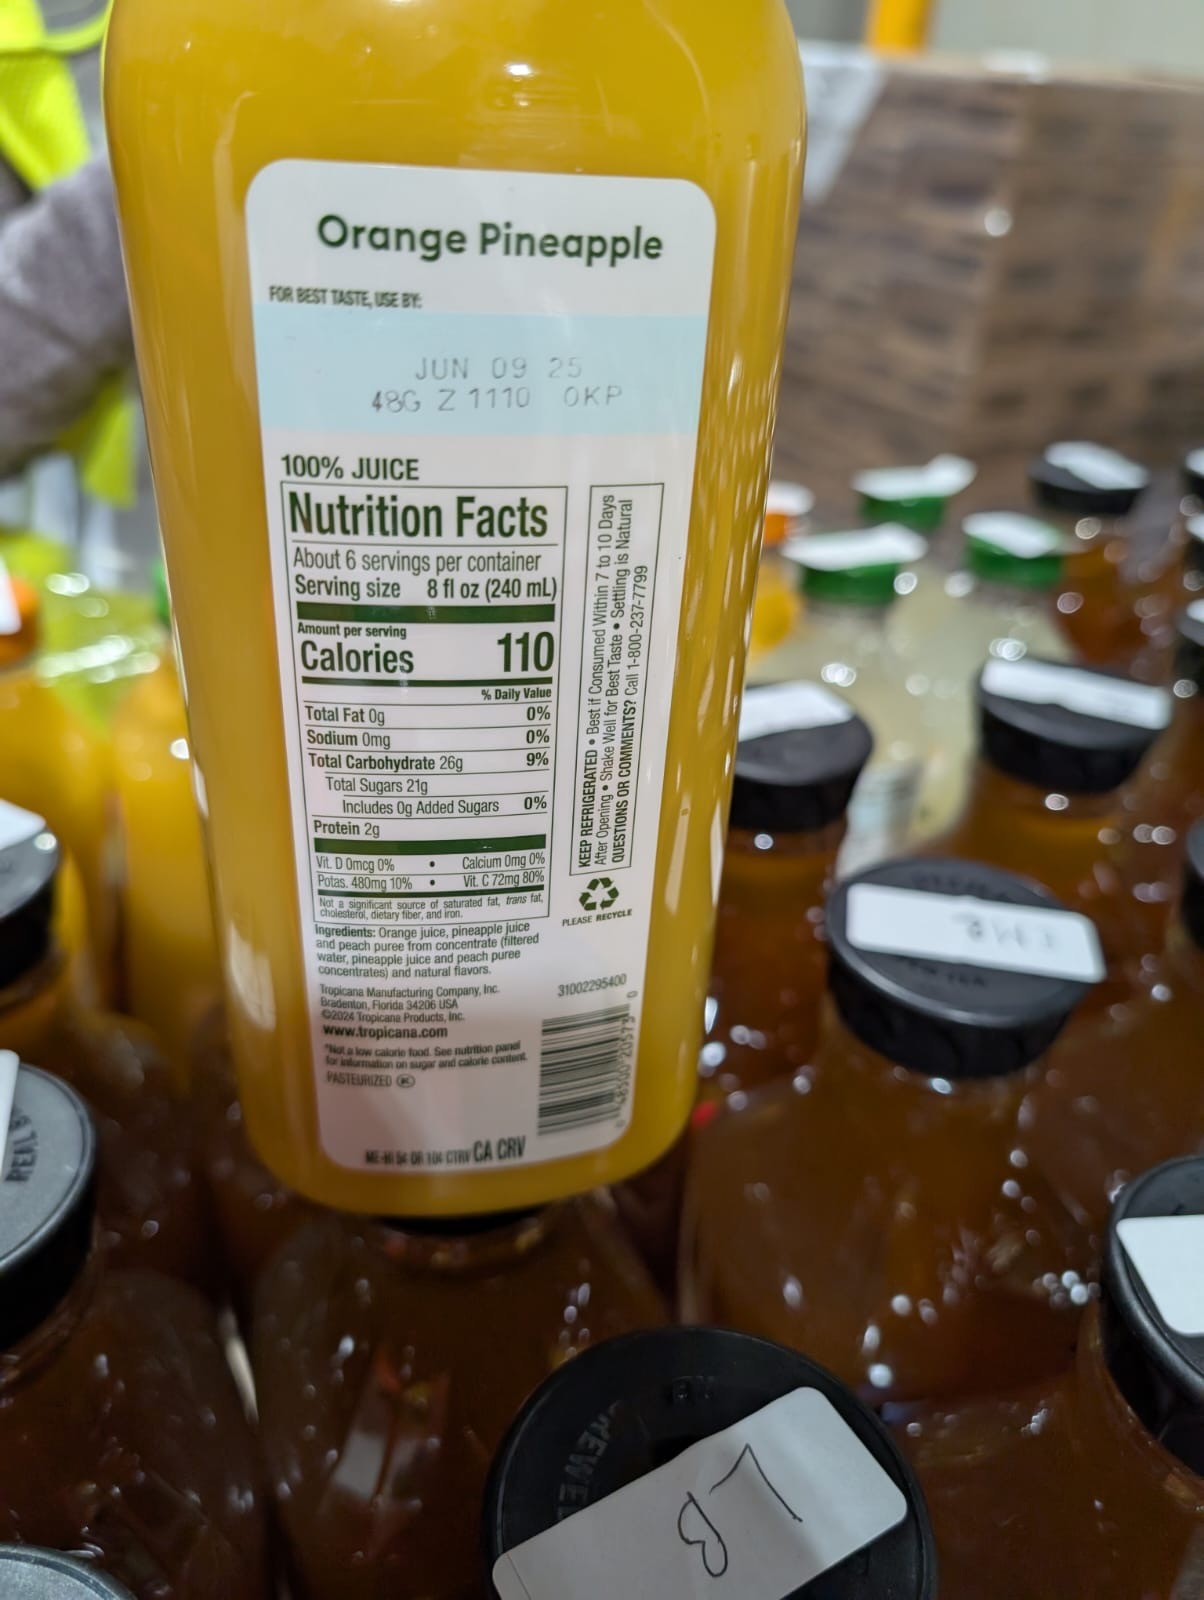 Orange Pineapple
FOR BEST TASTE, USE BY:
JUN 09 25
48G Z 1110 0KP
100% JUICE
Nutrition Facts
About 6 servings per container
Serving size 8 fl oz (240 mL)
Amount per serving
Calories 110
% Daily Value
Total Fat 0g 0%
Sodium 0mg 0%
Total Carbohydrate 26g 9%
Total Sugars 21g
Includes 0g Added Sugars 0%
Protein 2g
Vit. D 0mcg 0% • Calcium 0mg 0%
Potas. 480mg 10% • Vit. C 72mg 80%
Not a significant source of saturated fat, trans fat,
cholesterol, dietary fiber, and iron.
Ingredients: Orange juice, pineapple juice
and peach puree from concentrate (filtered
water, pineapple juice and peach puree
concentrates) and natural flavors.
Tropicana Manufacturing Company, Inc.
Bradenton, Florida 34206 USA
©2024 Tropicana Products, Inc.
www.tropicana.com
*Not a low calorie food. See nutrition panel
for information on sugar and calorie content.
PASTEURIZED
KEEP REFRIGERATED • Best if Consumed Within 7 to 10 Days
After Opening • Shake Well for Best Taste • Settling is Natural
QUESTIONS OR COMMENTS? Call 1-800-237-7799
PLEASE RECYCLE
31002295400
ME-HI 5¢ OR 10¢ CA CRV